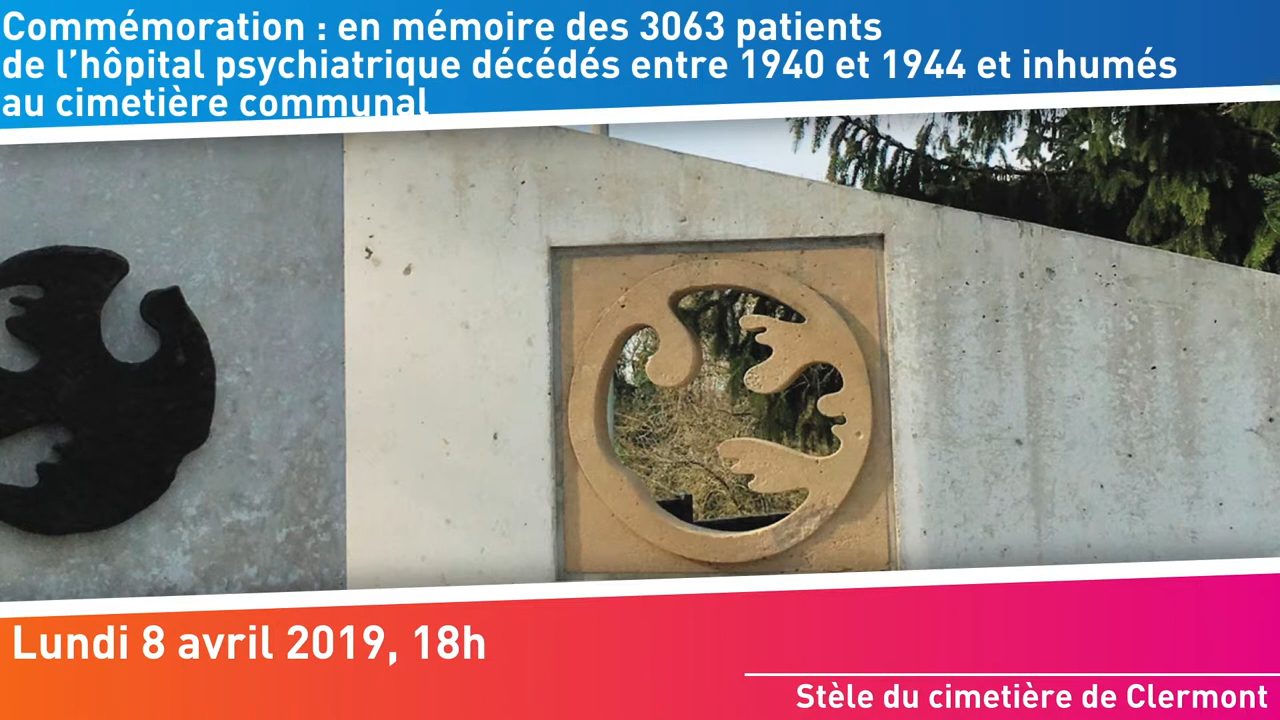 Commémoration : en mémoire des 3063 patients
de l’hôpital psychiatrique décédés entre 1940 et 1944 et inhumés
au cimetière communal
Lundi 8 avril 2019, 18h
Stèle du cimetière de Clermont